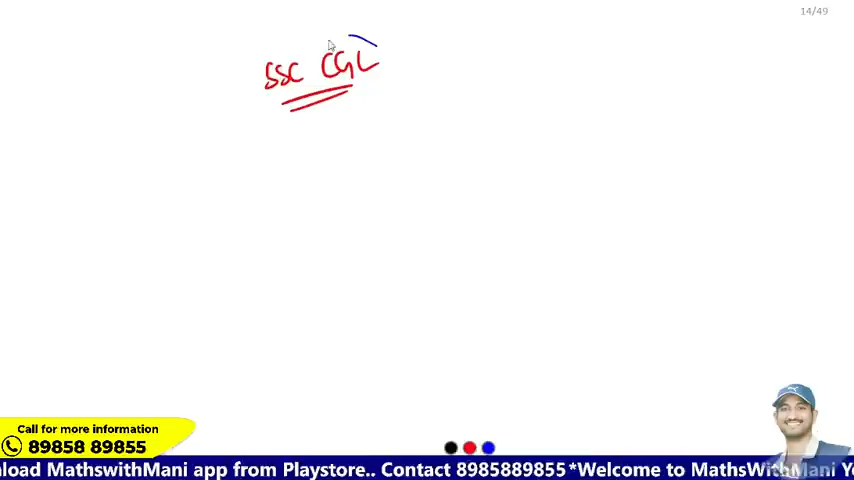 14/49
SSC CGL
Call for more information
89858 89855
load MathswithMani app from Playstore.. Contact 8985889855*Welcome to MathsWithMani